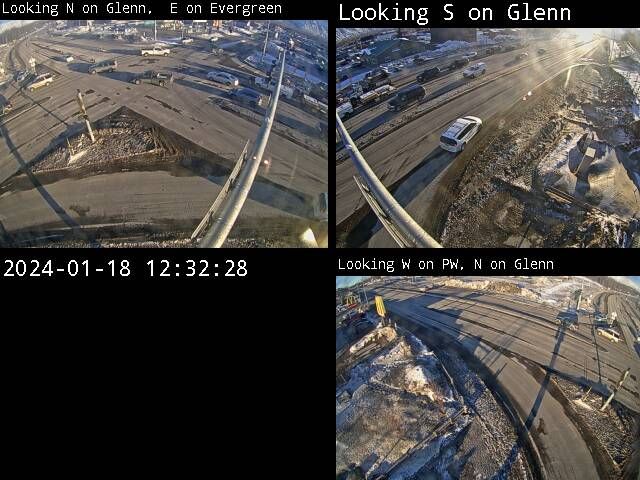 Looking N on Glenn,  E on Evergreen
Looking S on Glenn
2024-01-18 12:32:28
Looking W on PW, N on Glenn